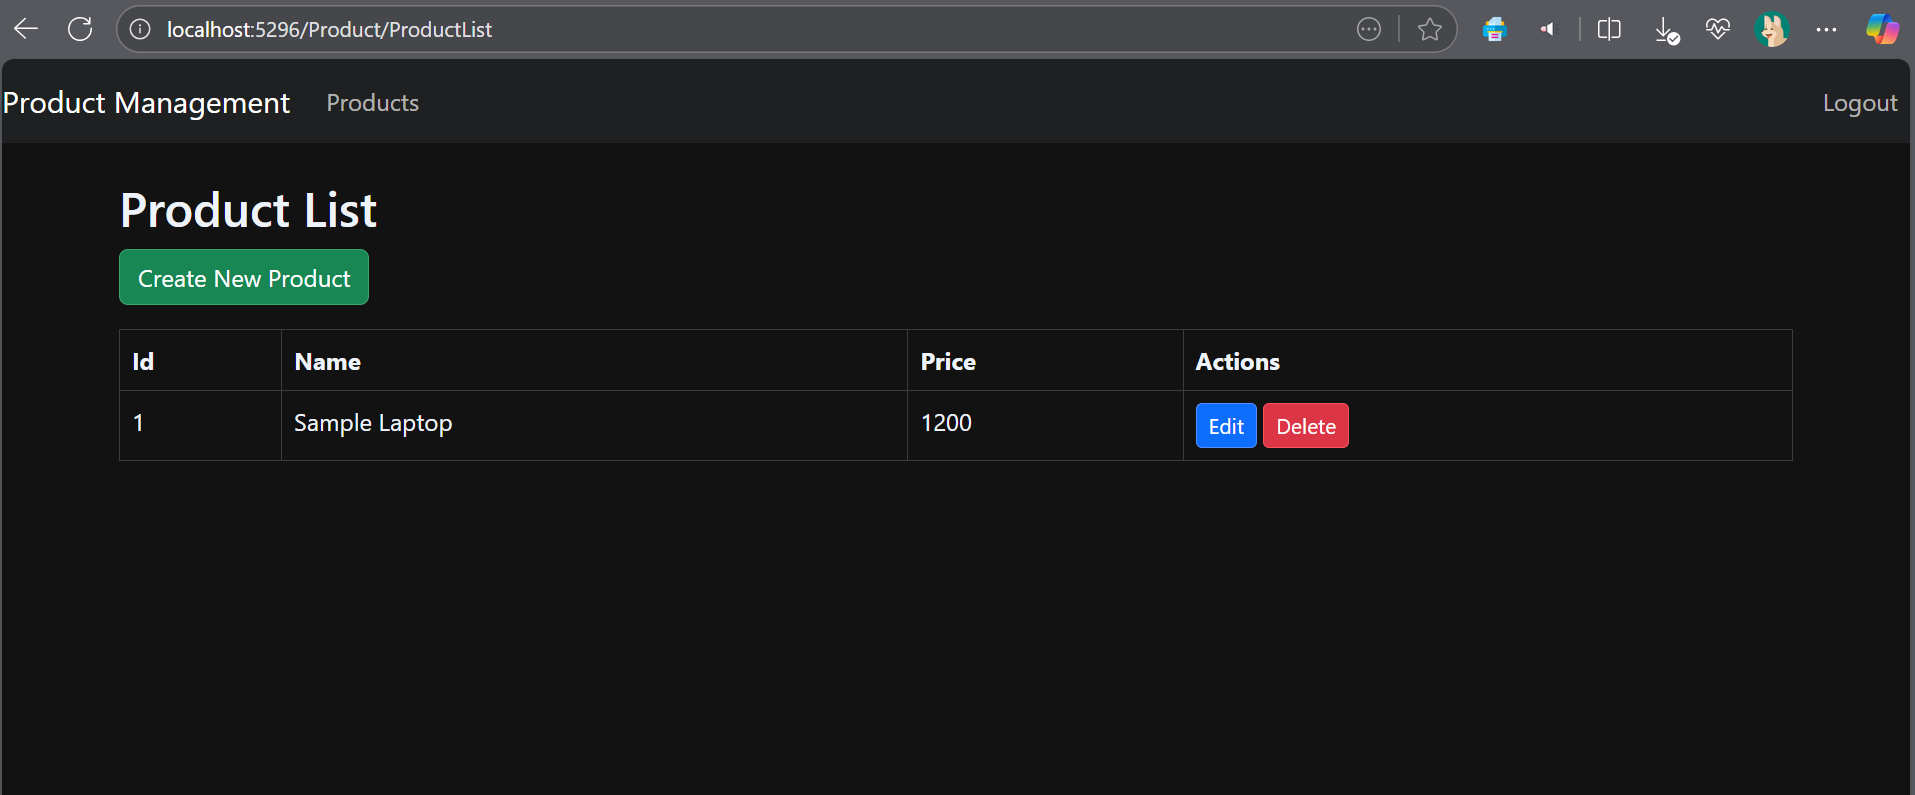 localhost:5296/Product/ProductList
Product Management Products Logout
Product List
Create New Product
Id Name Price Actions
1 Sample Laptop 1200 Edit Delete